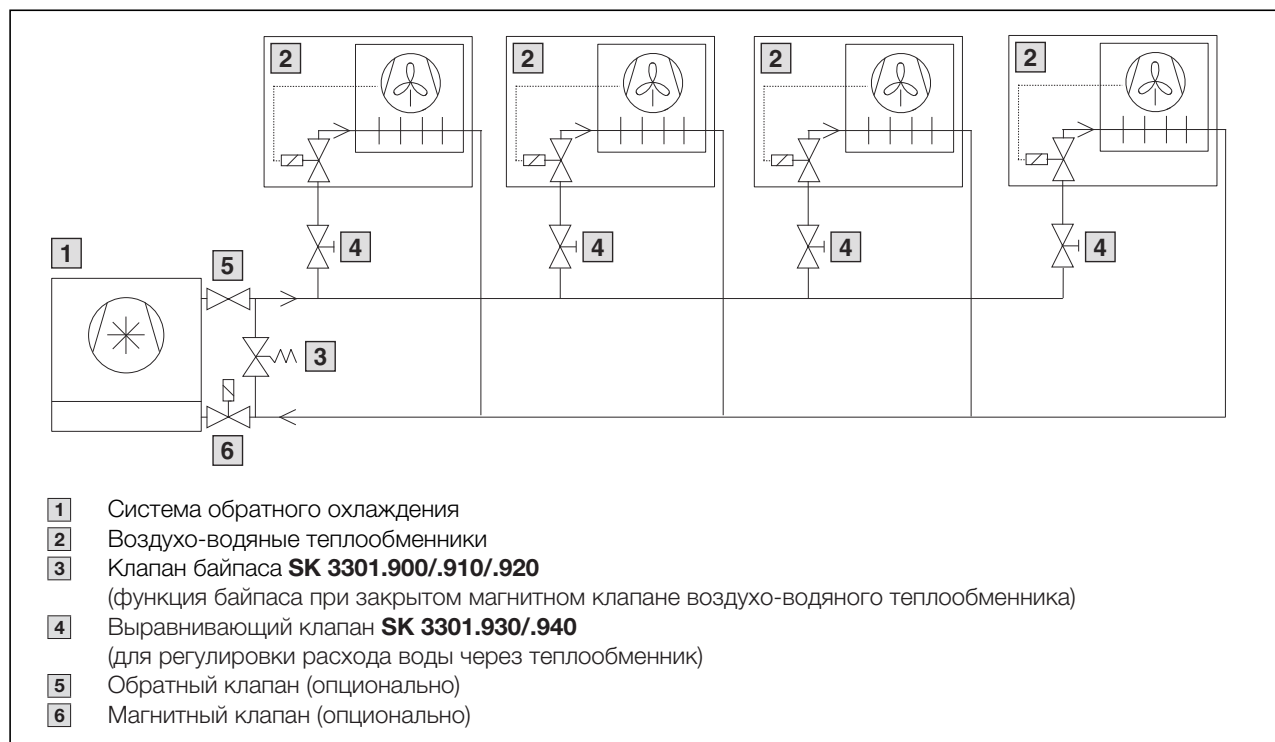 2 2 2 2
4 4 4 4
1
5
3
6
1 Система обратного охлаждения
2 Воздухо-водяные теплообменники
3 Клапан байпаса SK 3301.900/.910/.920
(функция байпаса при закрытом магнитном клапане воздухо-водяного теплообменника)
4 Выравнивающий клапан SK 3301.930/.940
(для регулировки расхода воды через теплообменник)
5 Обратный клапан (опционально)
6 Магнитный клапан (опционально)